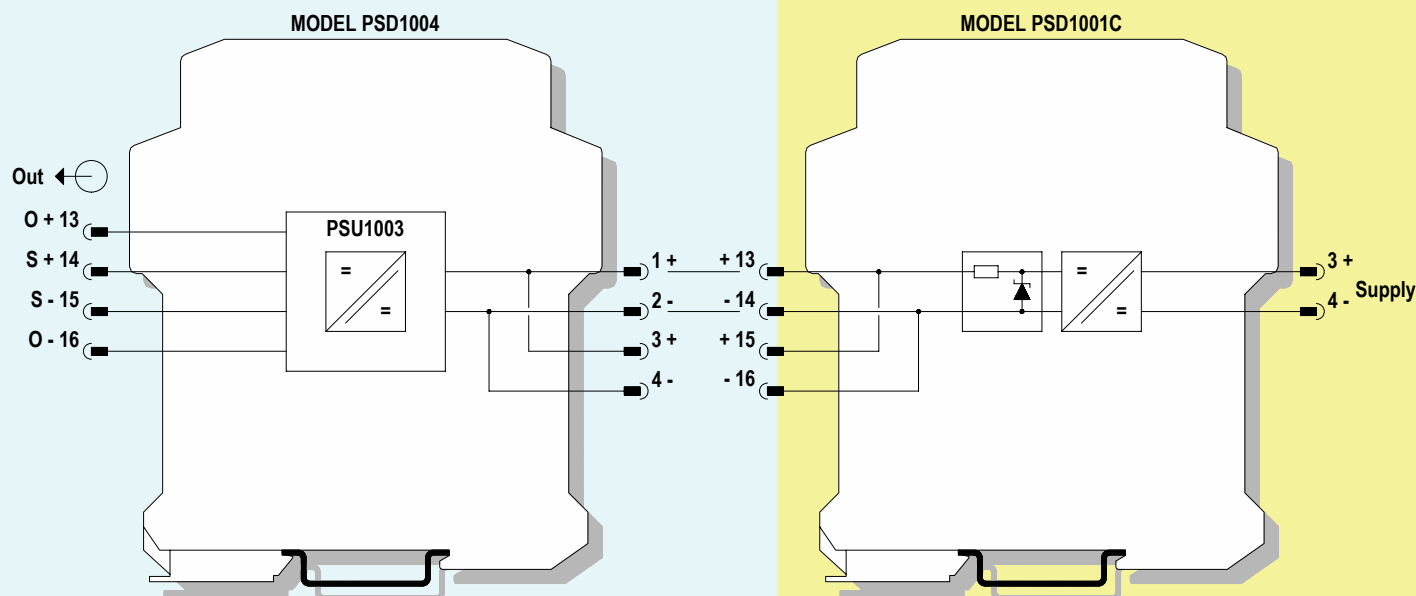 MODEL PSD1004
MODEL PSD1001C
Out
O + 13
S + 14
S - 15
O - 16
PSU1003
=
=
1 +
2 -
3 +
4 -
+ 13
- 14
+ 15
- 16
=
=
3 +
4 -
Supply